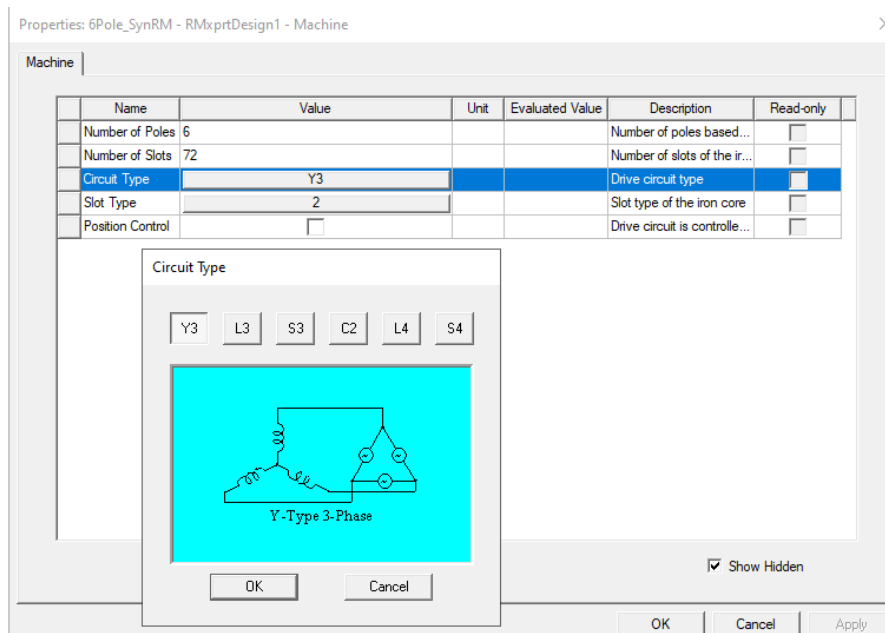 Properties: 6Pole_SynRM - RMxprtDesign1 - Machine
Machine
Name Value Unit Evaluated Value Description Read-only
Number of Poles 6 Number of poles based...
Number of Slots 72 Number of slots of the ir...
Circuit Type Y3 Drive circuit type
Slot Type 2 Slot type of the iron core
Position Control Drive circuit is controlle...
Circuit Type
Y3 L3 S3 C2 L4 S4
Y-Type 3-Phase
OK Cancel
Show Hidden
OK Cancel Apply